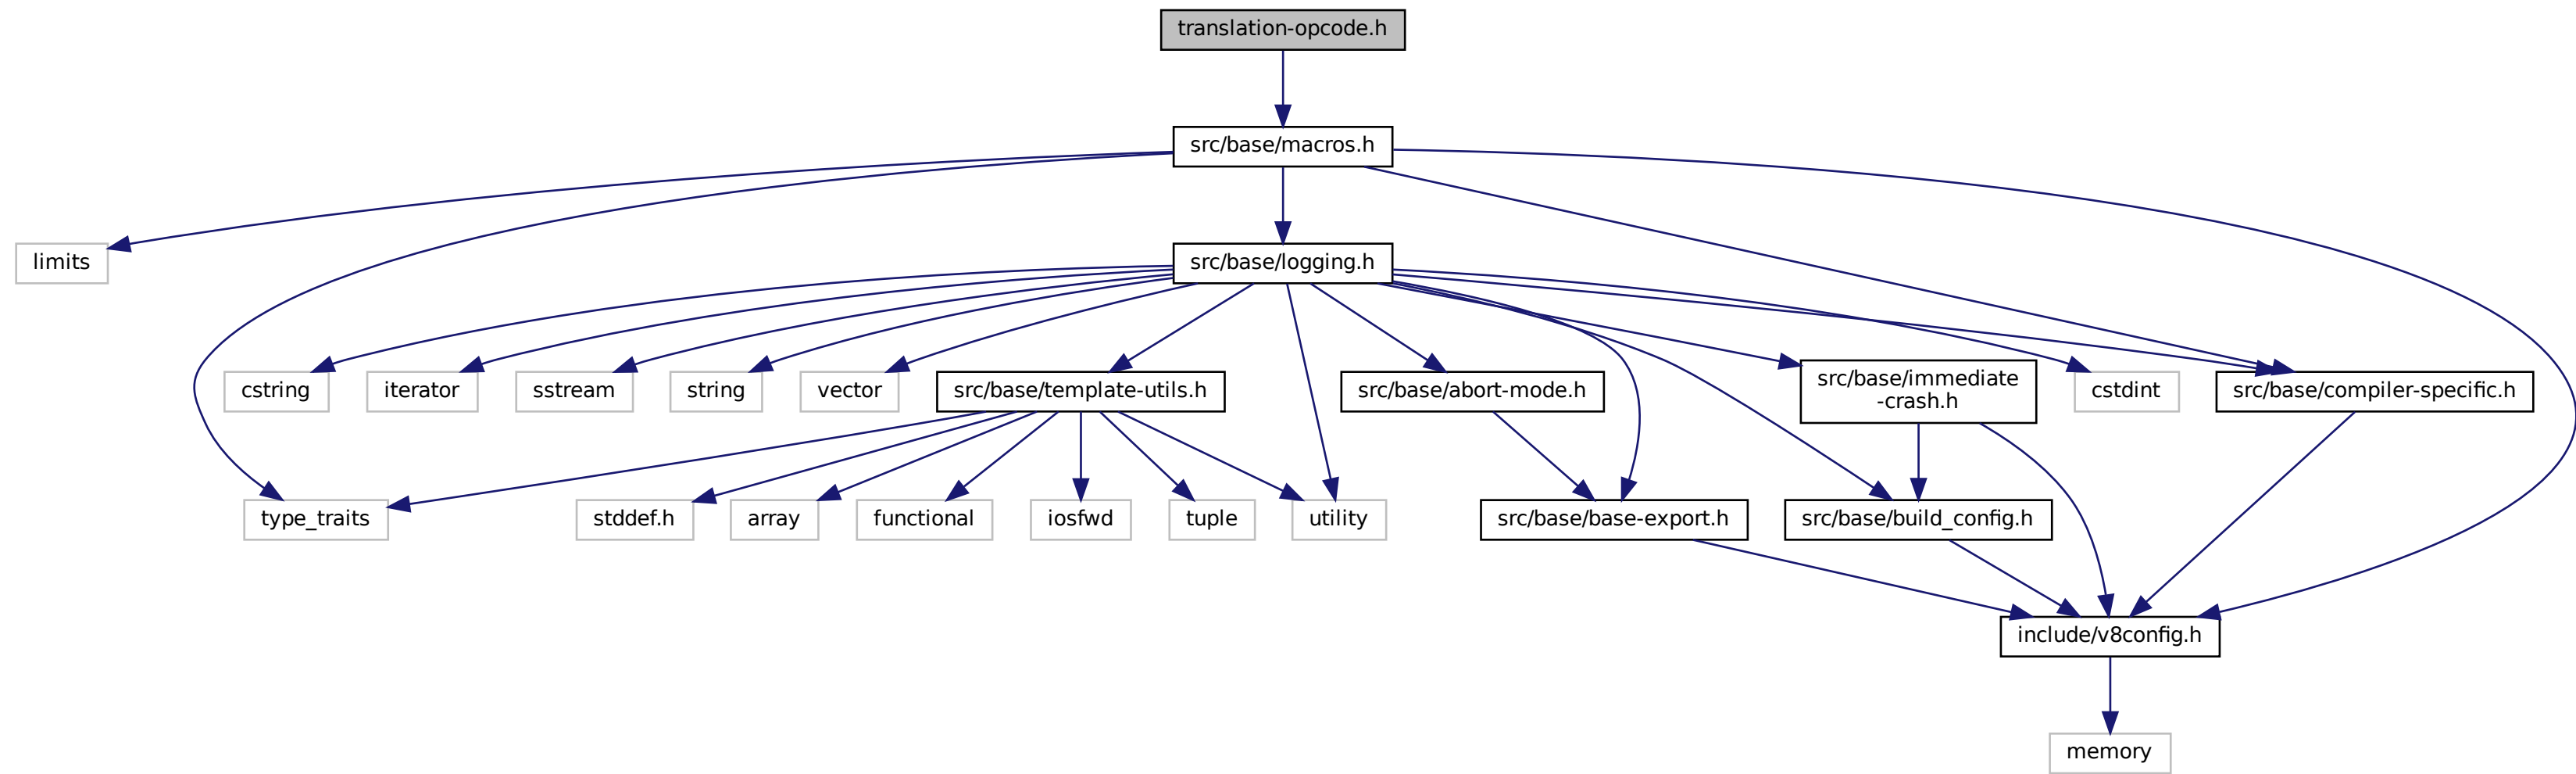 translation-opcode.h
src/base/macros.h
limits
src/base/logging.h
cstring
iterator
sstream
string
vector
src/base/template-utils.h
src/base/abort-mode.h
src/base/immediate
-crash.h
cstdint
src/base/compiler-specific.h
type_traits
stddef.h
array
functional
iosfwd
tuple
utility
src/base/base-export.h
src/base/build_config.h
include/v8config.h
memory